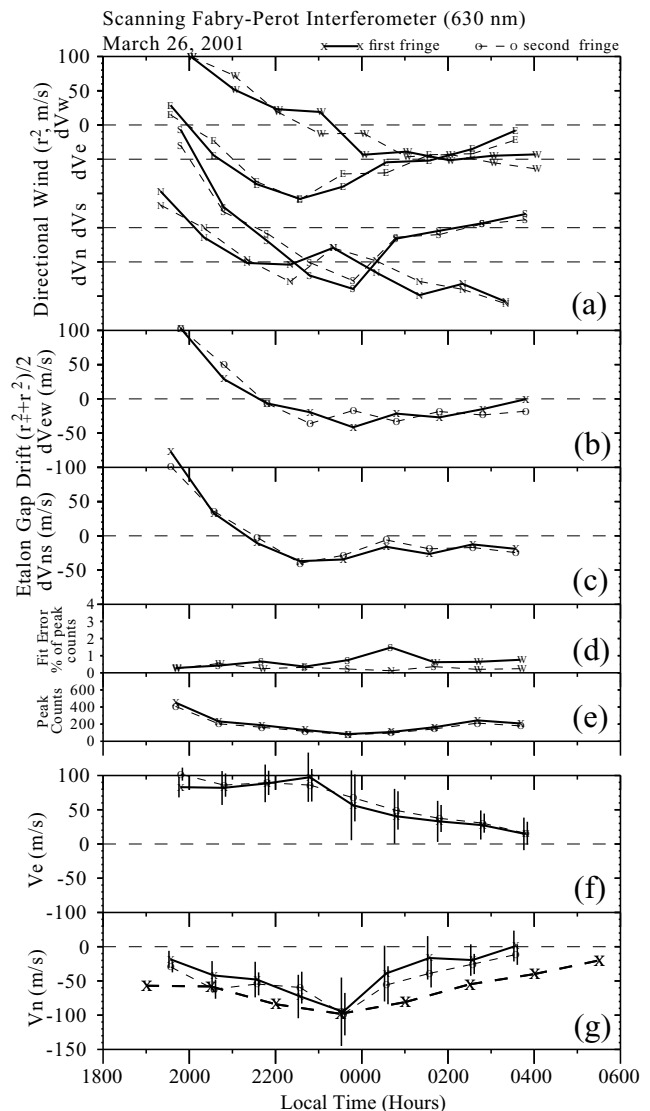 Scanning Fabry-Perot Interferometer (630 nm)
March 26, 2001
x x first fringe
o o second fringe
Directional Wind (r², m/s)
dVn dVs dVe dVw
100
50
0
(a)
Etalon Gap Drift (r²₊+r²₋)/2
dVew (m/s)
100
50
0
-50
-100
(b)
dVns (m/s)
50
0
-50
(c)
Fit Error
% of peak
counts
4
3
2
1
0
(d)
Peak
Counts
600
400
200
0
(e)
Ve (m/s)
100
50
0
-50
-100
(f)
Vn (m/s)
0
-50
-100
-150
(g)
1800 2000 2200 0000 0200 0400 0600
Local Time (Hours)